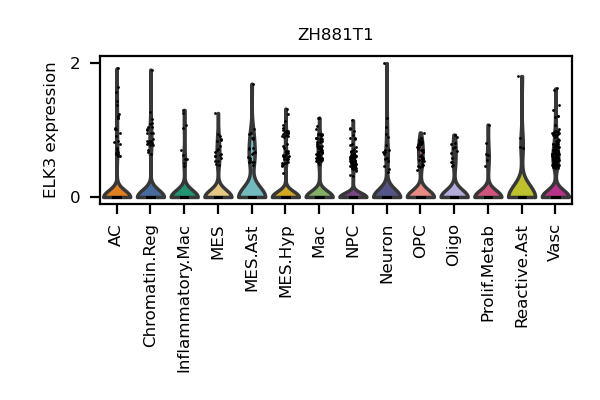 ZH881T1
ELK3 expression
2
0
AC
Chromatin.Reg
Inflammatory.Mac
MES
MES.Ast
MES.Hyp
Mac
NPC
Neuron
OPC
Oligo
Prolif.Metab
Reactive.Ast
Vasc